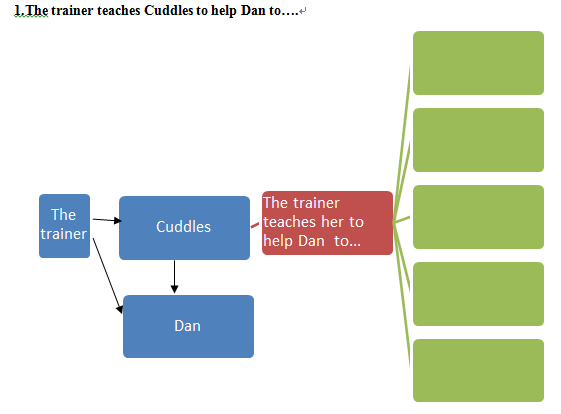 1.The trainer teaches Cuddles to help Dan to….
The
trainer
Cuddles
Dan
The trainer
teaches her to
help Dan to...